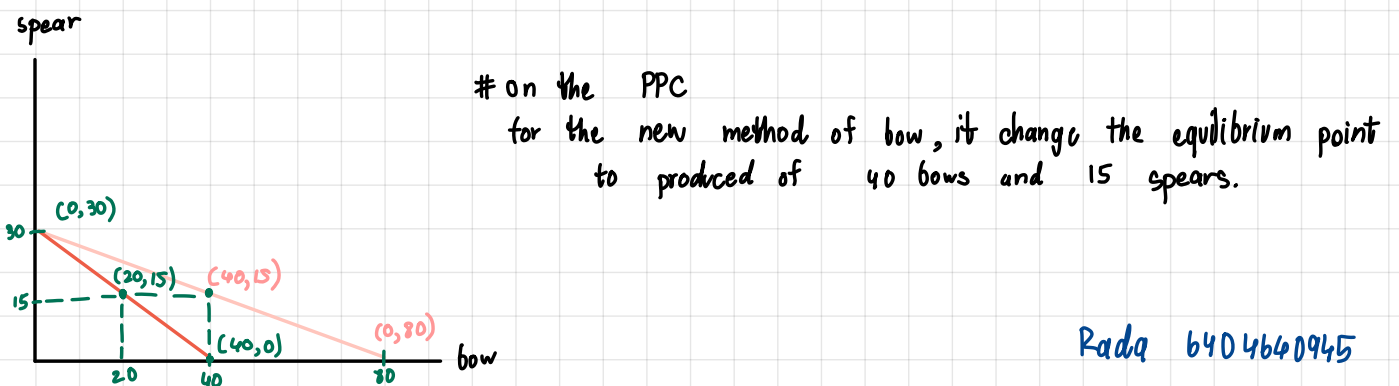 spear
# on the PPC
for the new method of bow, it change the equlibrium point
to produced of 40 bows and 15 spears.
(0,30)
30
(20,15) (40,15)
15
(0,80)
(40,0)
bow
20 40 80
Rada 6404640945